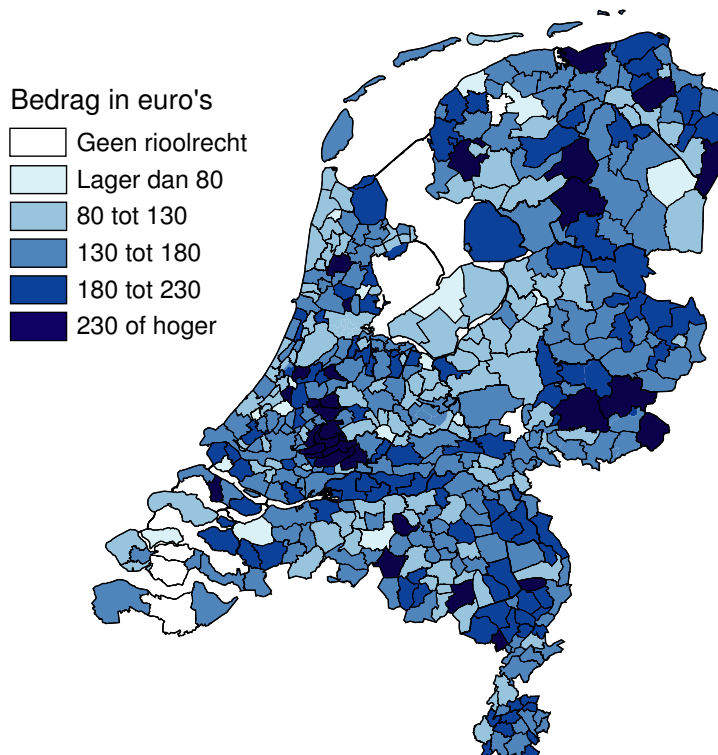 Bedrag in euro's
Geen rioolrecht
Lager dan 80
80 tot 130
130 tot 180
180 tot 230
230 of hoger